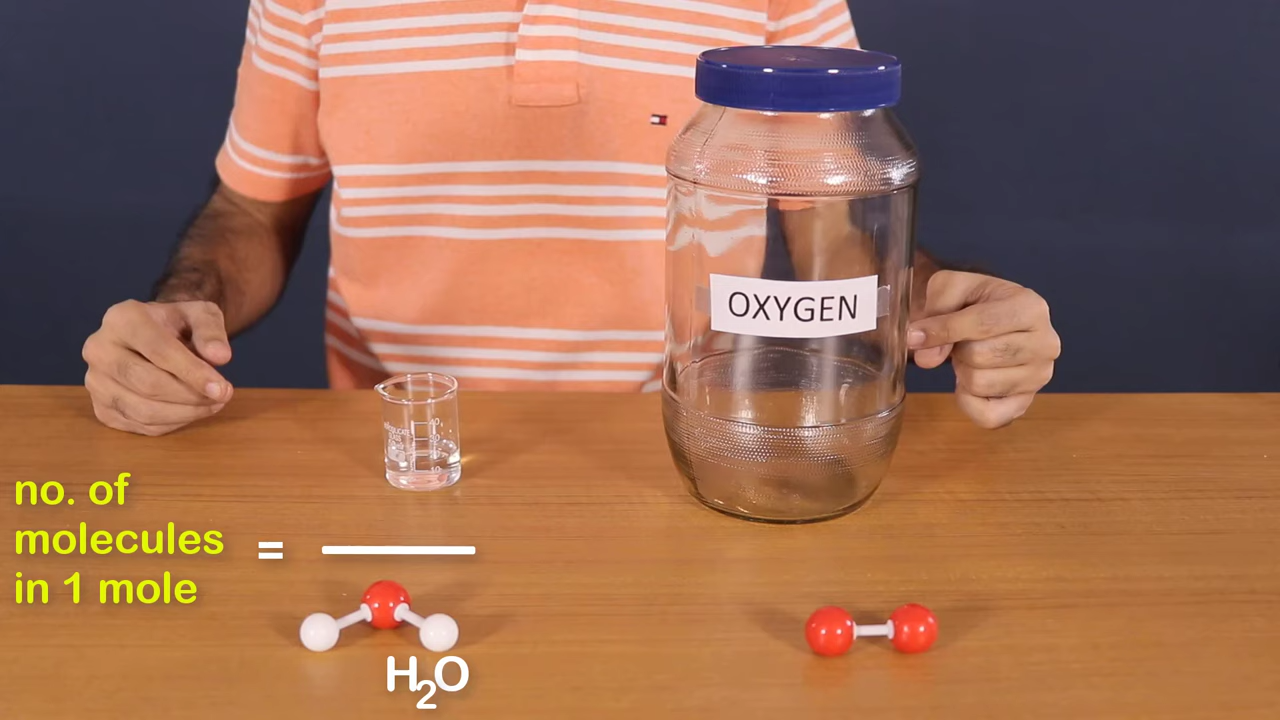 OXYGEN
no. of
molecules
in 1 mole
=
H₂O